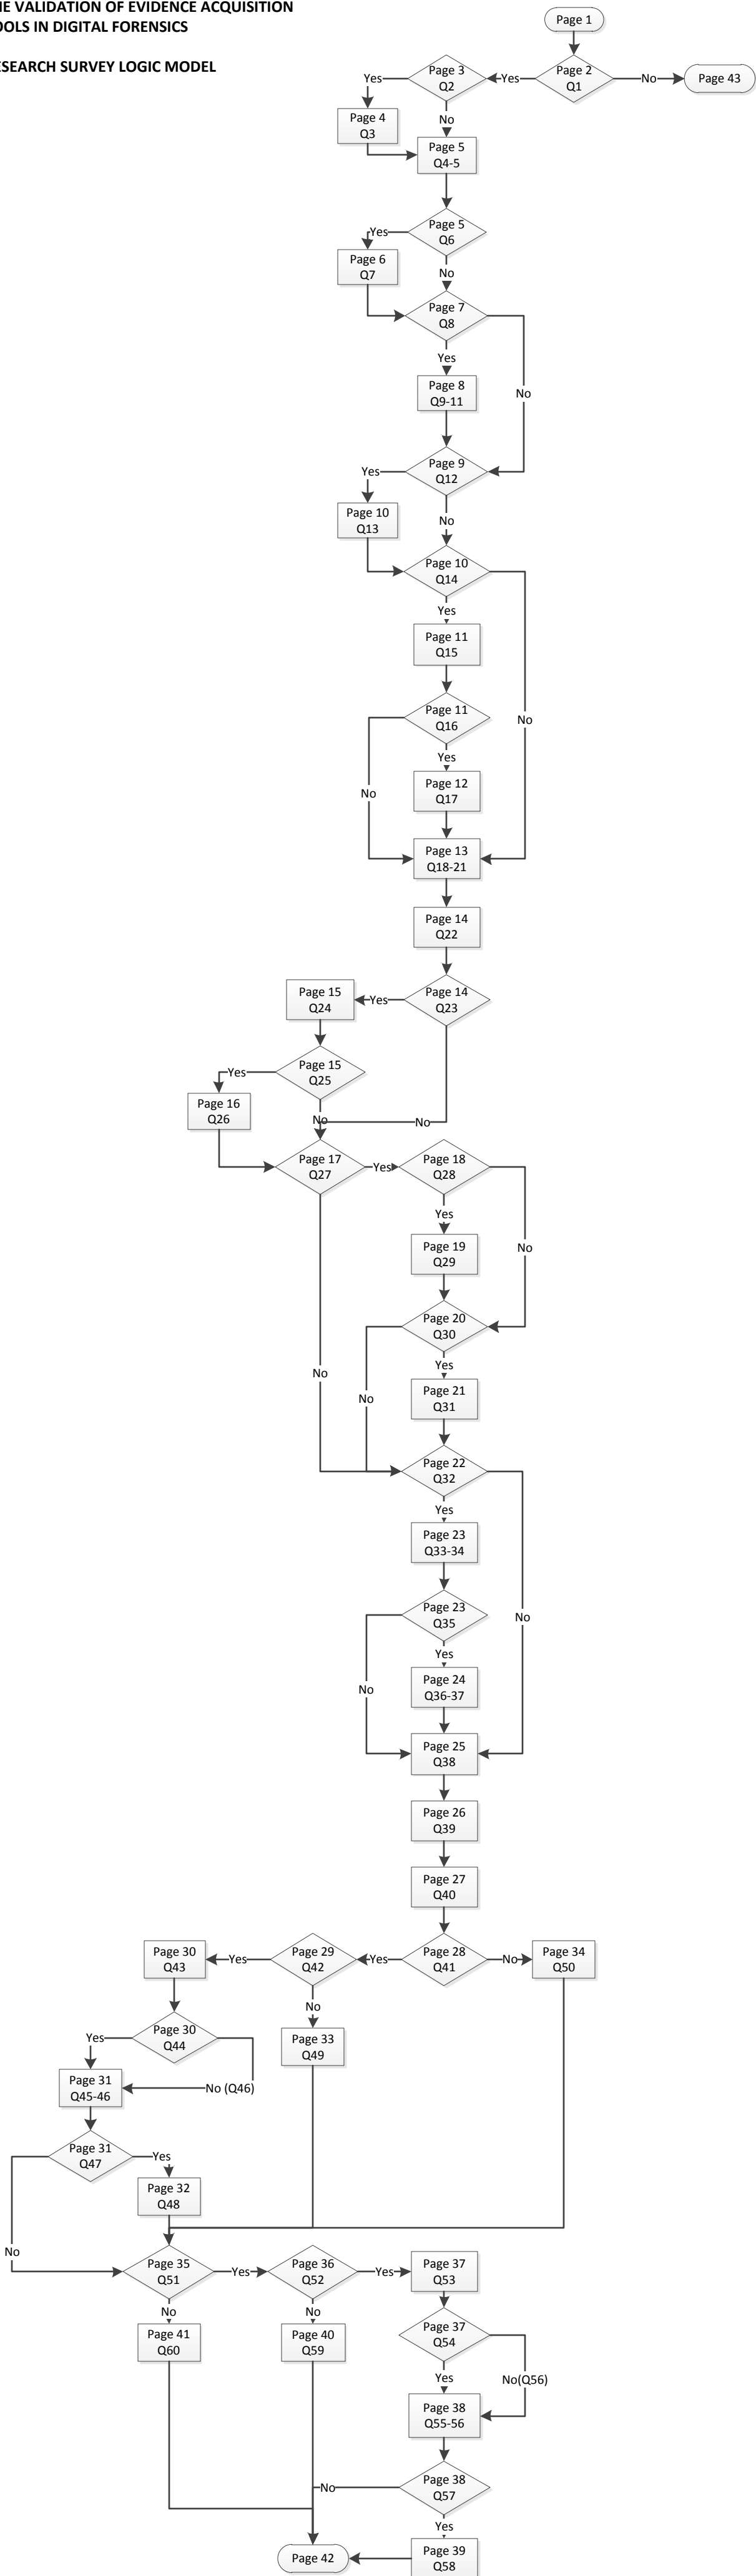 HE VALIDATION OF EVIDENCE ACQUISITION
OOLS IN DIGITAL FORENSICS
ESEARCH SURVEY LOGIC MODEL
Page 1
Page 2
Q1
Yes
No
Page 43
Page 3
Q2
Yes
No
Page 4
Q3
Page 5
Q4-5
Page 5
Q6
Yes
No
Page 6
Q7
Page 7
Q8
Yes
No
Page 8
Q9-11
Page 9
Q12
Yes
No
Page 10
Q13
Page 10
Q14
Yes
No
Page 11
Q15
Page 11
Q16
Yes
No
Page 12
Q17
Page 13
Q18-21
Page 14
Q22
Page 14
Q23
Yes
No
Page 15
Q24
Page 15
Q25
Yes
No
Page 16
Q26
Page 17
Q27
Yes
No
Page 18
Q28
Yes
No
Page 19
Q29
Page 20
Q30
Yes
No
Page 21
Q31
Page 22
Q32
Yes
No
Page 23
Q33-34
Page 23
Q35
Yes
No
Page 24
Q36-37
Page 25
Q38
Page 26
Q39
Page 27
Q40
Page 28
Q41
Yes
No
Page 34
Q50
Page 29
Q42
Yes
No
Page 33
Q49
Page 30
Q43
Page 30
Q44
Yes
No (Q46)
Page 31
Q45-46
Page 31
Q47
Yes
No
Page 32
Q48
Page 35
Q51
Yes
No
Page 41
Q60
Page 36
Q52
Yes
No
Page 40
Q59
Page 37
Q53
Page 37
Q54
Yes
No(Q56)
Page 38
Q55-56
Page 38
Q57
No
Yes
Page 39
Q58
Page 42